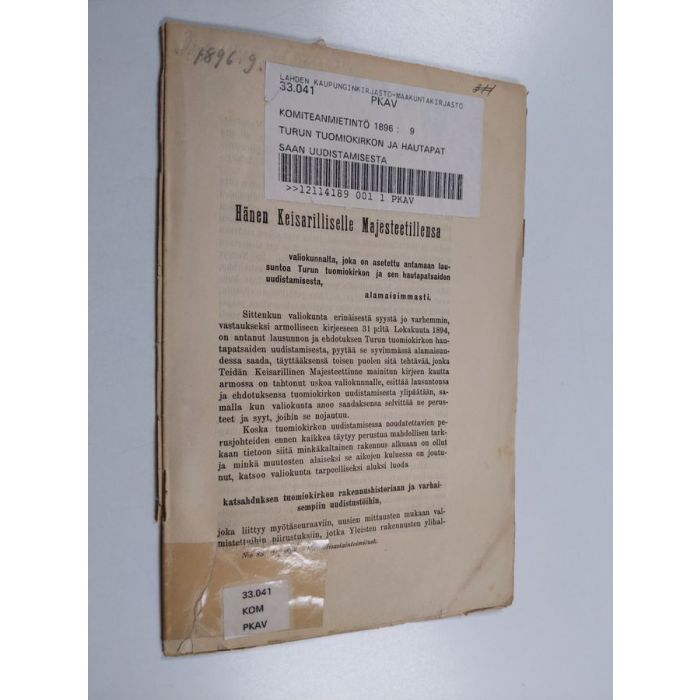 1896. 9.
LAHDEN KAUPUNGINKIRJASTO-MAAKUNTAKIRJASTO
33.041
PKAV
KOMITEANMIETINTÖ 1896 : 9
TURUN TUOMIOKIRKON JA HAUTAPAT
SAAN UUDISTAMISESTA
>>12114189 001 1 PKAV
Hänen Keisarilliselle Majesteetillensa
valiokunnalta, joka on asetettu antamaan lau-
suntoa Turun tuomiokirkon ja sen hautapatsaiden
uudistamisesta,
alamaisimmasti.
Sittenkun valiokunta erinäisestä syystä jo varhemmin,
vastaukseksi armolliseen kirjeeseen 31 p:ltä Lokakuuta 1894,
on antanut lausunnon ja ehdotuksen Turun tuomiokirkon hau-
tapatsaiden uudistamisesta, pyytää se syvimmässä alamaisuu-
dessa saada, täyttääksensä toisen puolen sitä tehtävää, jonka
Teidän Keisarillinen Majesteettinne mainitun kirjeen kautta
armossa on tahtonut uskoa valiokunnalle, esittää lausuntonsa
ja ehdotuksensa tuomiokirkon uudistamisesta ylipäätään, sa-
malla kun valiokunta anoo saadaksensa selvittää ne perus-
teet ja syyt, joihin se nojautuu.
Koska tuomiokirkon uudistamisessa noudatettavien pe-
rusjohteiden ennen kaikkea täytyy perustua mahdollisen tark-
kaan tietoon siitä minkäkaltainen rakennus alkuaan on ollut
ja minkä muutosten alaiseksi se aikojen kuluessa on joutu-
nut, katsoo valiokunta tarpeelliseksi aluksi luoda
katsahduksen tuomiokirkon rakennushistoriaan ja varhai-
sempiin uudistustöihin,
joka liittyy myötäseuraaviin, uusien mittausten mukaan val-
mistettuihin piirustuksiin, jotka Yleisten rakennusten ylihal-
33.041
KOM
PKAV